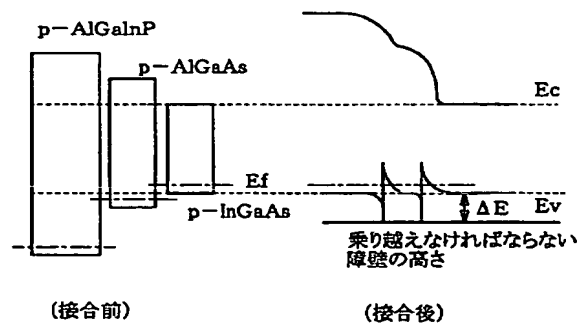 p-AlGaInP
p-AlGaAs
Ec
Ef
ΔE
Ev
p-InGaAs
乗り越えなければならない
障壁の高さ
(接合前)
(接合後)